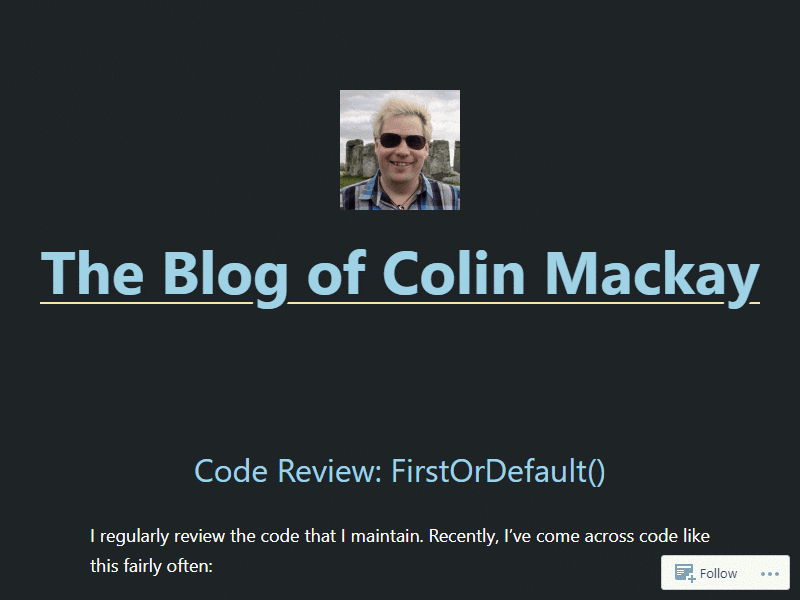 The Blog of Colin Mackay
Code Review: FirstOrDefault()
I regularly review the code that I maintain. Recently, I’ve come across code like
this fairly often:
Follow